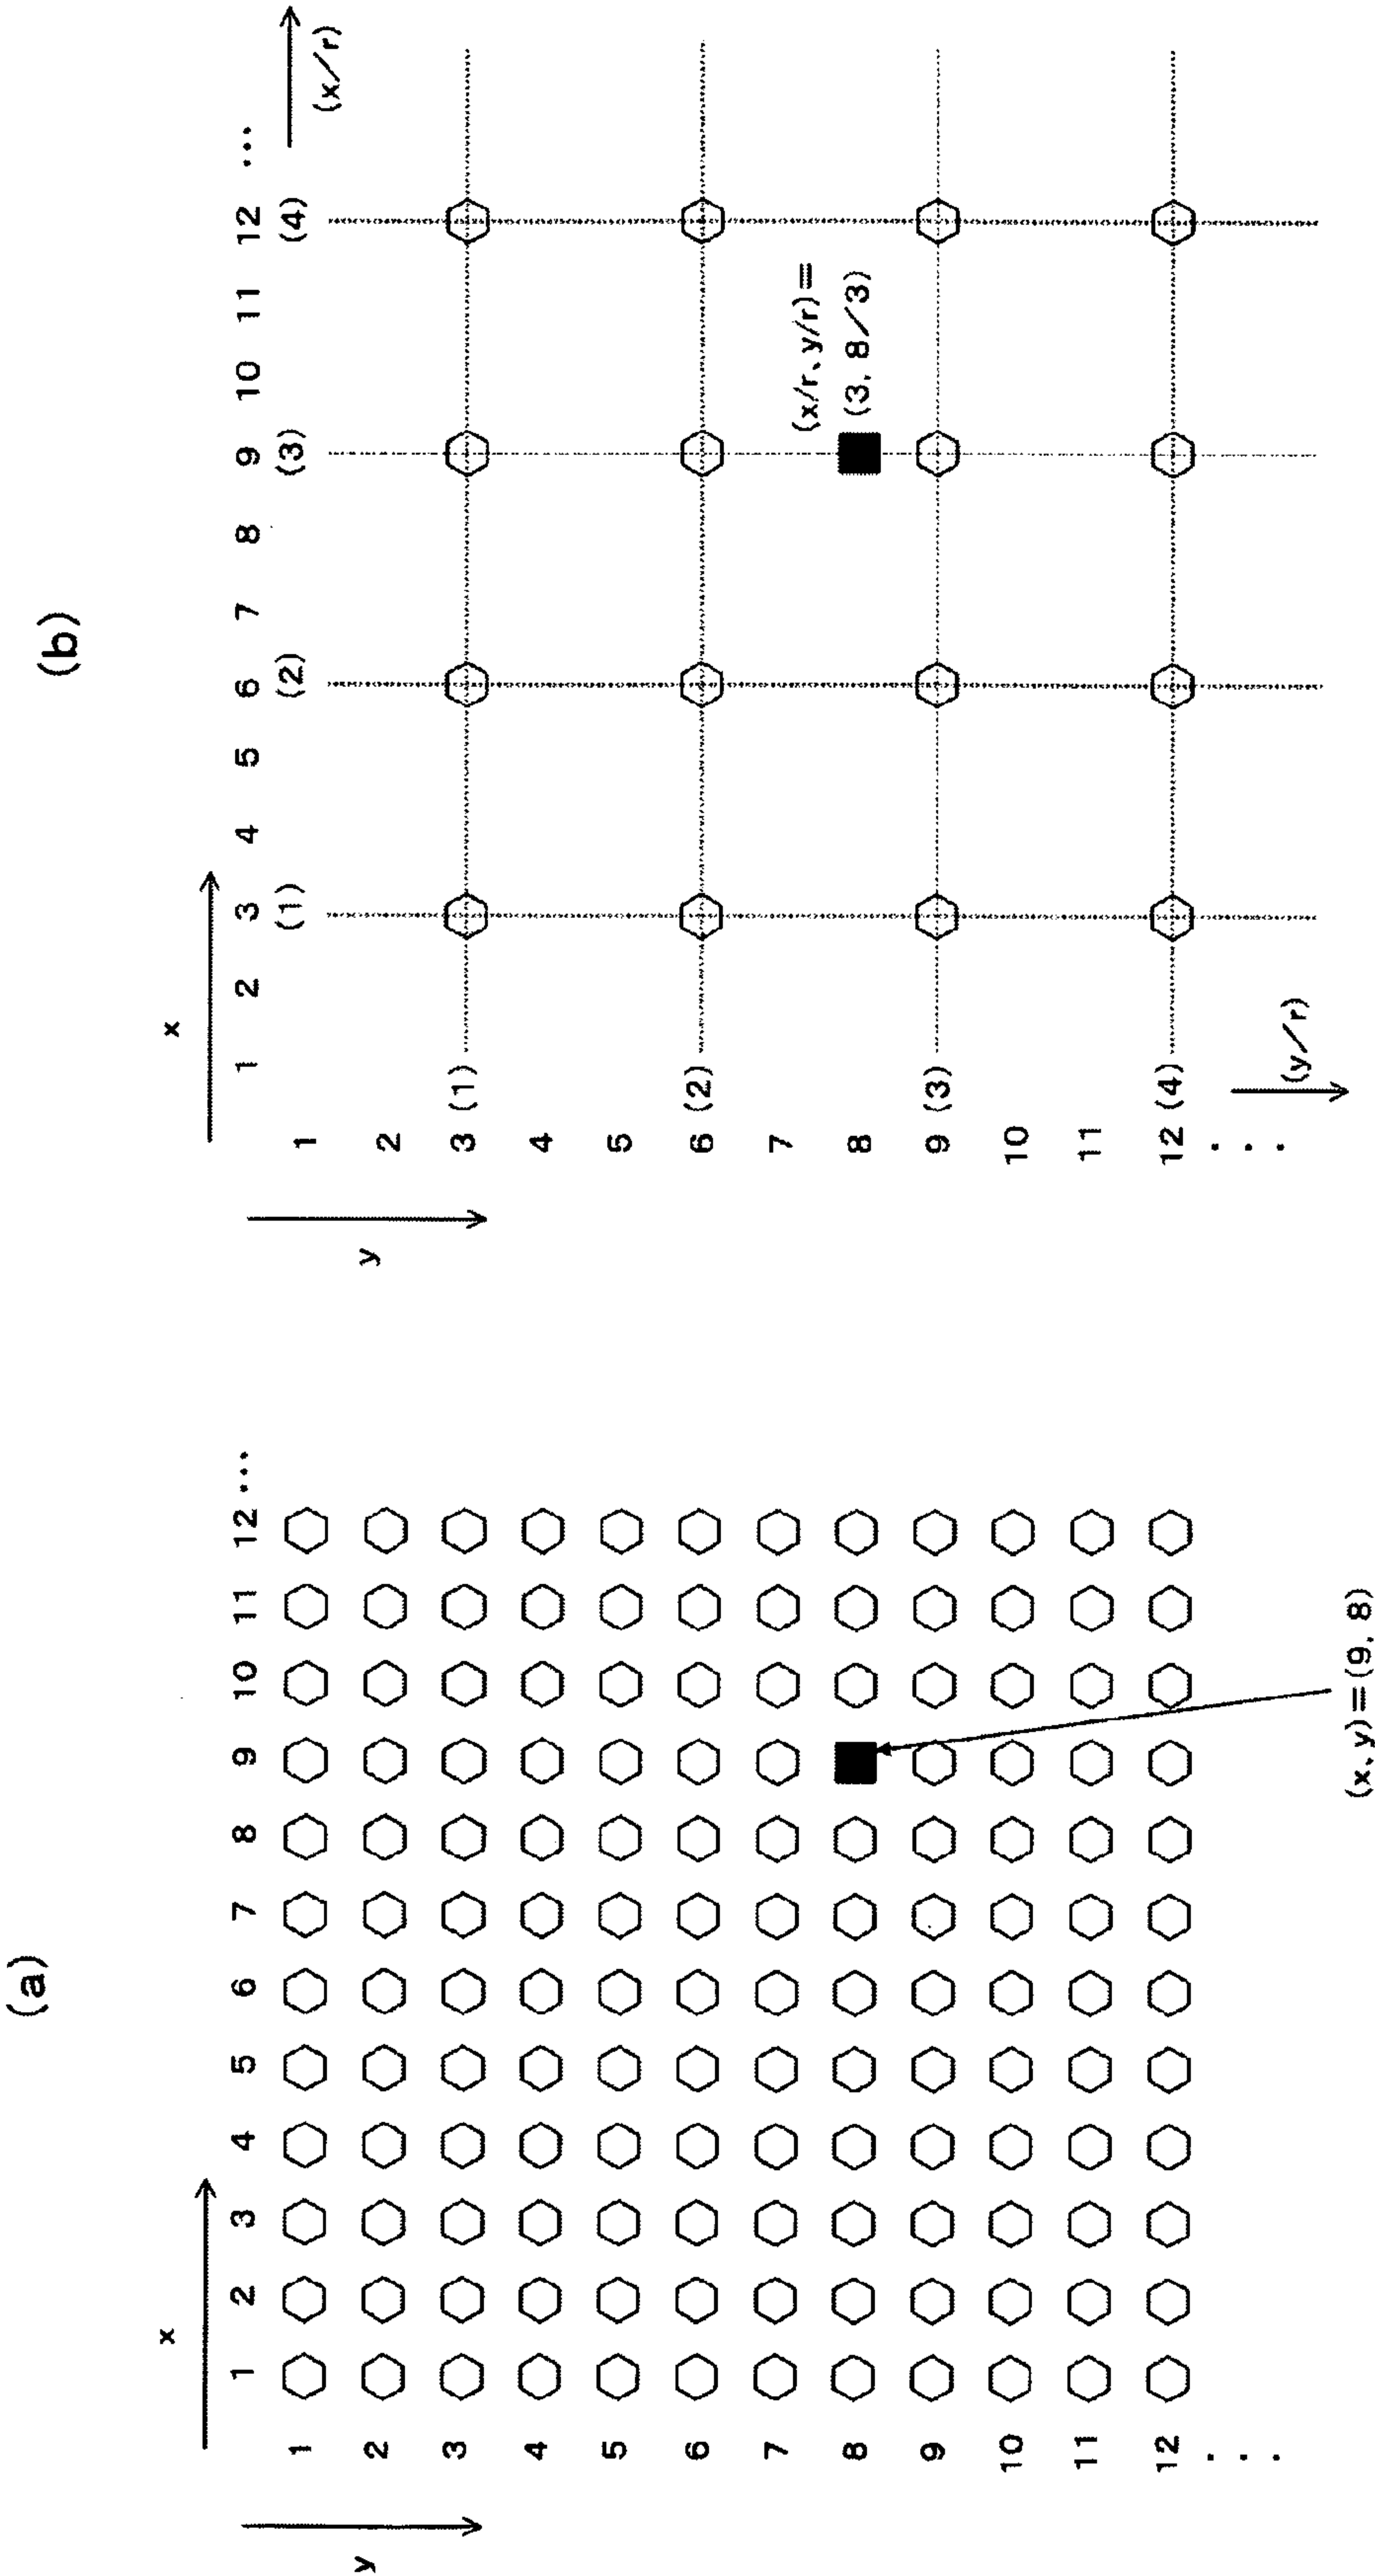 (a)
x
1 2 3 4 5 6 7 8 9 10 11 12 ...
y
1
2
3
4
5
6
7
8
9
10
11
12
. . .
(x、y)=(9, 8)
(b)
x
1 2 3 4 5 6 7 8 9 10 11 12 ...
(1) (2) (3) (4)
(x/r)
y
1
2
3 (1)
4
5
6 (2)
7
8
9 (3)
10
11
12 (4)
. . .
(y/r)
(x/r、y/r)=
(3, 8/3)